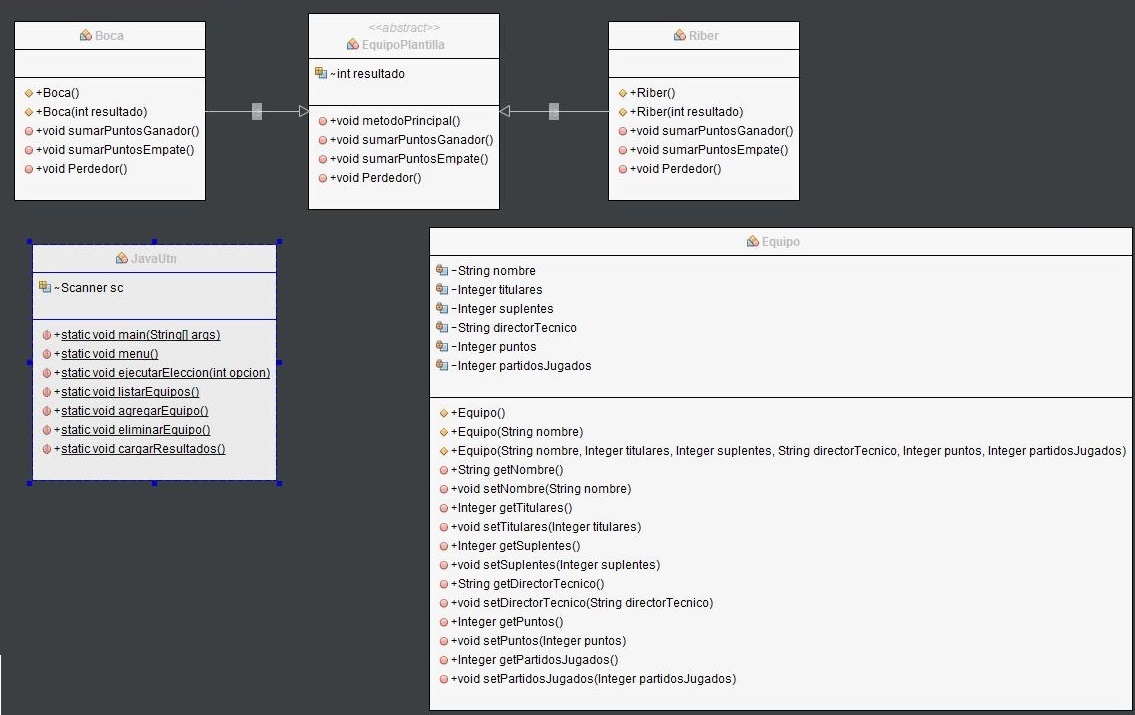 Boca
+Boca()
+Boca(int resultado)
+void sumarPuntosGanador()
+void sumarPuntosEmpate()
+void Perdedor()
<<abstract>>
EquipoPlantilla
~int resultado
+void metodoPrincipal()
+void sumarPuntosGanador()
+void sumarPuntosEmpate()
+void Perdedor()
Riber
+Riber()
+Riber(int resultado)
+void sumarPuntosGanador()
+void sumarPuntosEmpate()
+void Perdedor()
JavaUtn
~Scanner sc
+static void main(String[] args)
+static void menu()
+static void ejecutarEleccion(int opcion)
+static void listarEquipos()
+static void agregarEquipo()
+static void eliminarEquipo()
+static void cargarResultados()
Equipo
-String nombre
-Integer titulares
-Integer suplentes
-String directorTecnico
-Integer puntos
-Integer partidosJugados
+Equipo()
+Equipo(String nombre)
+Equipo(String nombre, Integer titulares, Integer suplentes, String directorTecnico, Integer puntos, Integer partidosJugados)
+String getNombre()
+void setNombre(String nombre)
+Integer getTitulares()
+void setTitulares(Integer titulares)
+Integer getSuplentes()
+void setSuplentes(Integer suplentes)
+String getDirectorTecnico()
+void setDirectorTecnico(String directorTecnico)
+Integer getPuntos()
+void setPuntos(Integer puntos)
+Integer getPartidosJugados()
+void setPartidosJugados(Integer partidosJugados)